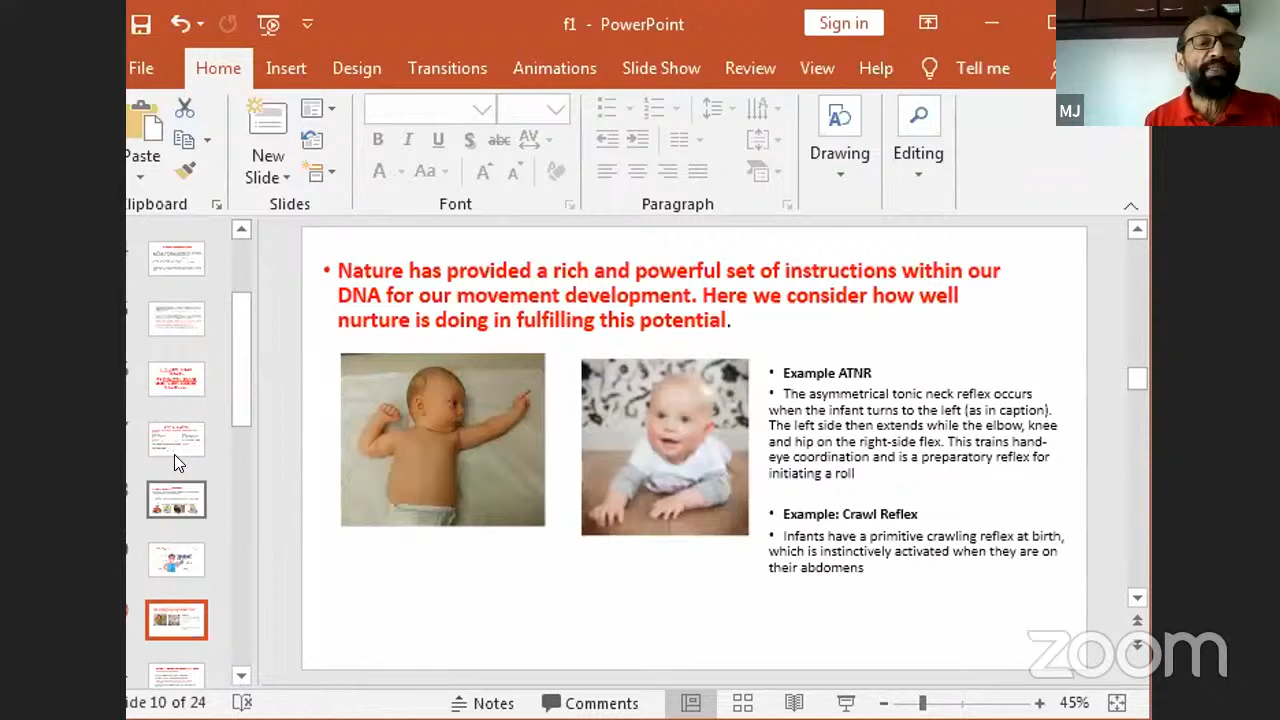 f1 - PowerPoint
Sign in
File
Home
Insert
Design
Transitions
Animations
Slide Show
Review
View
Help
Tell me
MJ
Paste
New
Slide
B I U S abc AV
A Aa A A
Drawing
Editing
lipboard
Slides
Font
Paragraph
• Nature has provided a rich and powerful set of instructions within our
DNA for our movement development. Here we consider how well
nurture is doing in fulfilling this potential.
• Example ATNR
• The asymmetrical tonic neck reflex occurs
when the infant turns to the left (as in caption).
The left side then extends while the elbow, knee
and hip on the right-side flex. This trains hand-
eye coordination and is a preparatory reflex for
initiating a roll
• Example: Crawl Reflex
• Infants have a primitive crawling reflex at birth,
which is instinctively activated when they are on
their abdomens
zoom
lide 10 of 24
Notes
Comments
45%